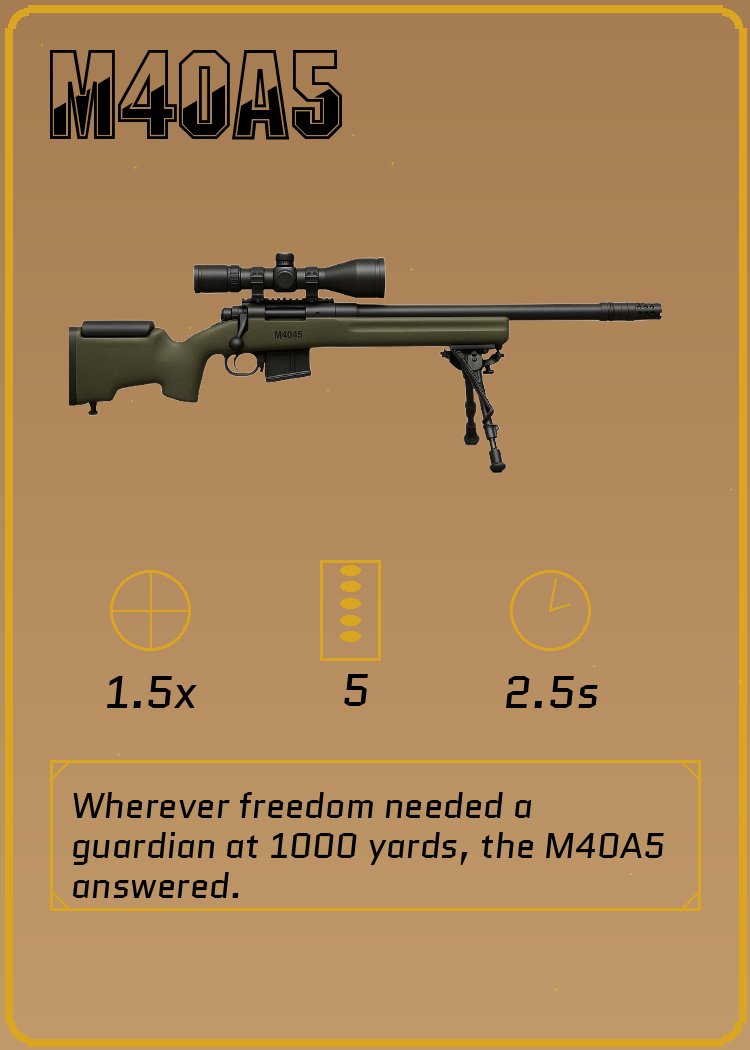 M40A5
M4045
1.5x
5
2.5s
Wherever freedom needed a
guardian at 1000 yards, the M40A5
answered.